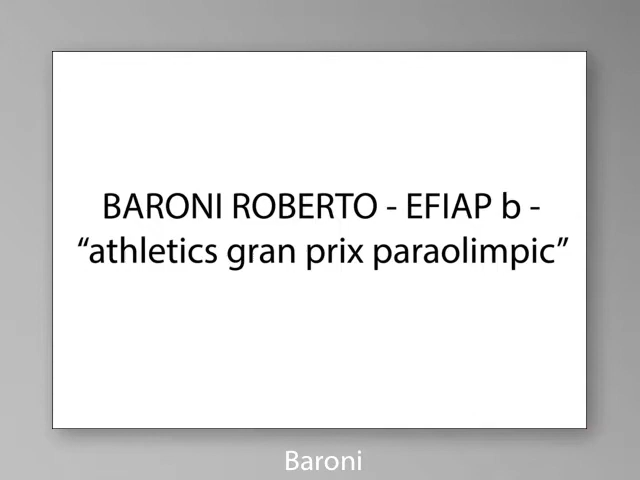 BARONI ROBERTO - EFIAP b -
“athletics gran prix paraolimpic”
Baroni